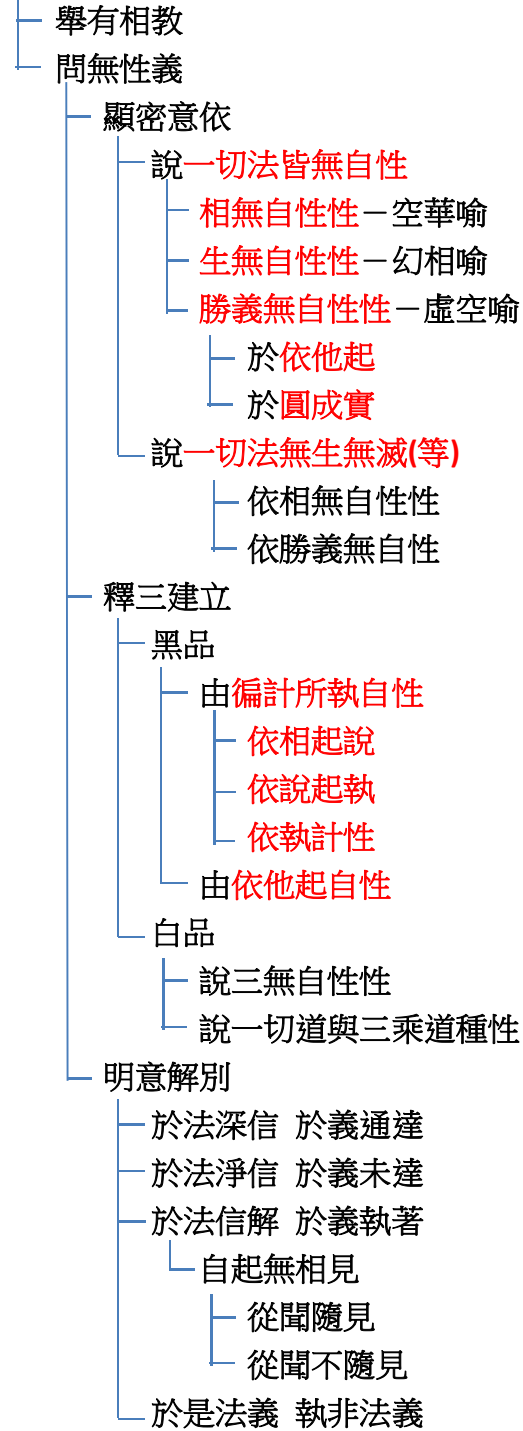 舉有相教
問無性義
顯密意依
說一切法皆無自性
相無自性性－空華喻
生無自性性－幻相喻
勝義無自性性－虛空喻
於依他起
於圓成實
說一切法無生無滅(等)
依相無自性性
依勝義無自性
釋三建立
黑品
由徧計所執自性
依相起說
依說起執
依執計性
由依他起自性
白品
說三無自性性
說一切道與三乘道種性
明意解別
於法深信 於義通達
於法淨信 於義未達
於法信解 於義執著
自起無相見
從聞隨見
從聞不隨見
於是法義 執非法義